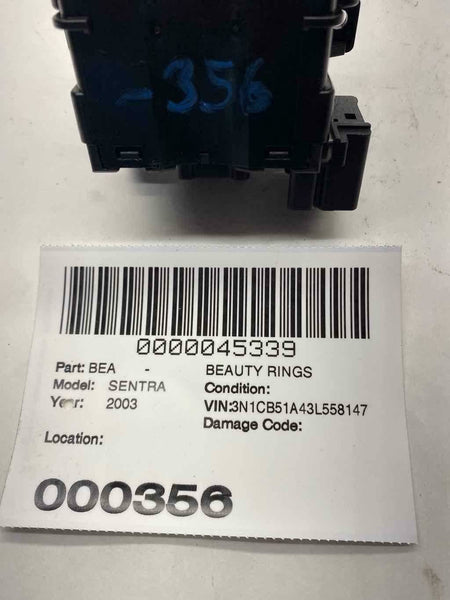 -356
0000045339
Part: BEA - BEAUTY RINGS
Model: SENTRA Condition:
Year: 2003 VIN:3N1CB51A43L558147
Damage Code:
Location:
000356